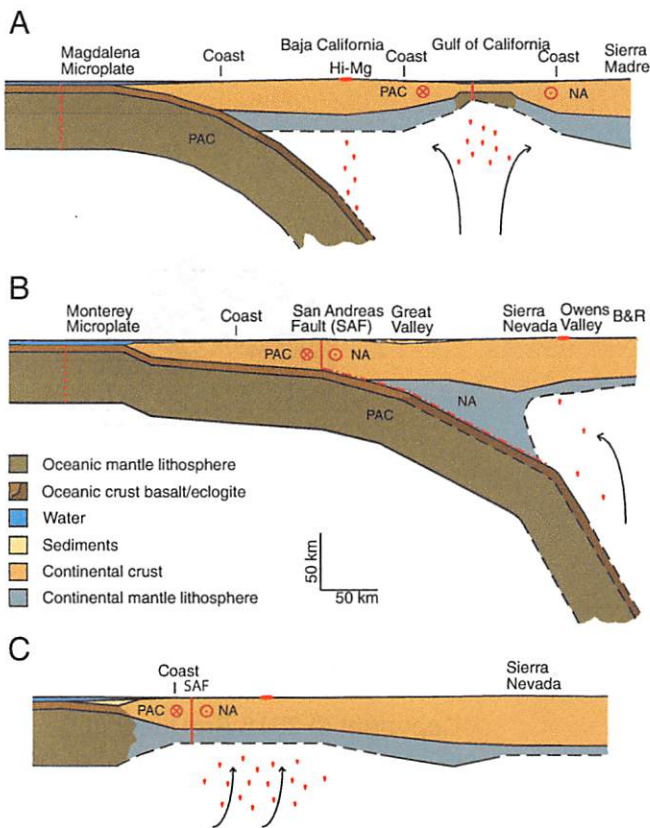 A
Magdalena
Microplate
Coast
Baja California
Hi-Mg
Coast
Gulf of California
Coast
Sierra
Madre
PAC
NA
PAC
B
Monterey
Microplate
Coast
San Andreas
Fault (SAF)
Great
Valley
Sierra
Nevada
Owens
Valley
B&R
PAC
NA
NA
PAC
Oceanic mantle lithosphere
Oceanic crust basalt/eclogite
Water
Sediments
Continental crust
Continental mantle lithosphere
50 km
50 km
C
Coast
SAF
Sierra
Nevada
PAC
NA